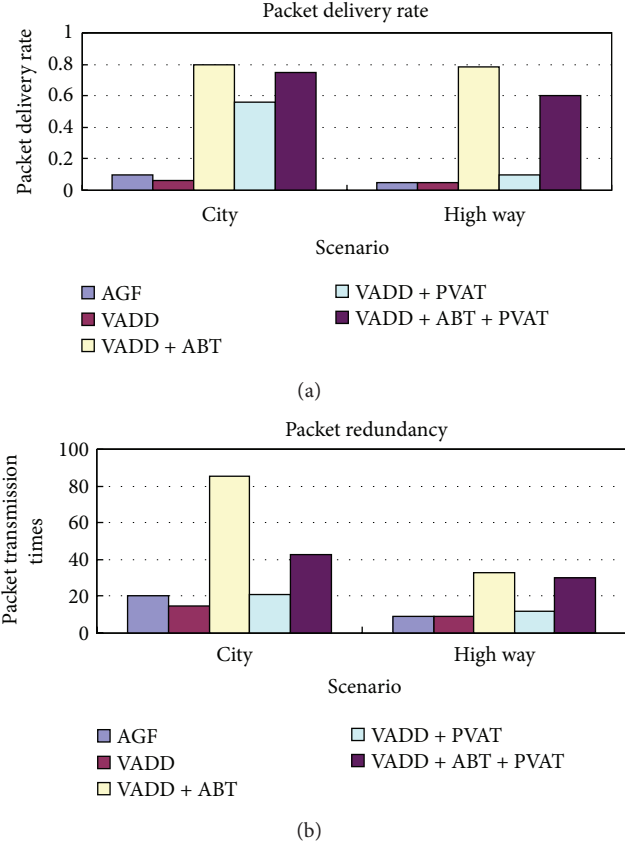 Packet delivery rate
Packet delivery rate
1
0.8
0.6
0.4
0.2
0
City
High way
Scenario
AGF
VADD
VADD + ABT
VADD + PVAT
VADD + ABT + PVAT
(a)
Packet redundancy
Packet transmission
times
100
80
60
40
20
0
City
High way
Scenario
AGF
VADD
VADD + ABT
VADD + PVAT
VADD + ABT + PVAT
(b)